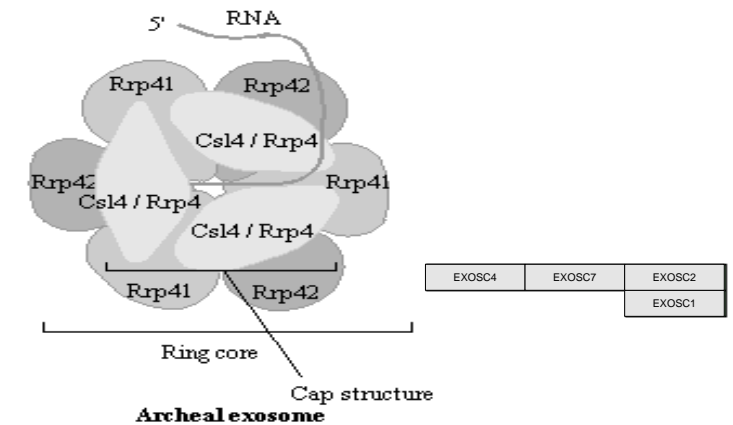 5' RNA
Rrp41 Rrp42
Csl4 / Rrp4
Rrp42 Rrp41
Csl4 / Rrp4
Csl4 / Rrp4
Rrp41 Rrp42
Ring core
Cap structure
Archeal exosome
EXOSC4 EXOSC7 EXOSC2
EXOSC1